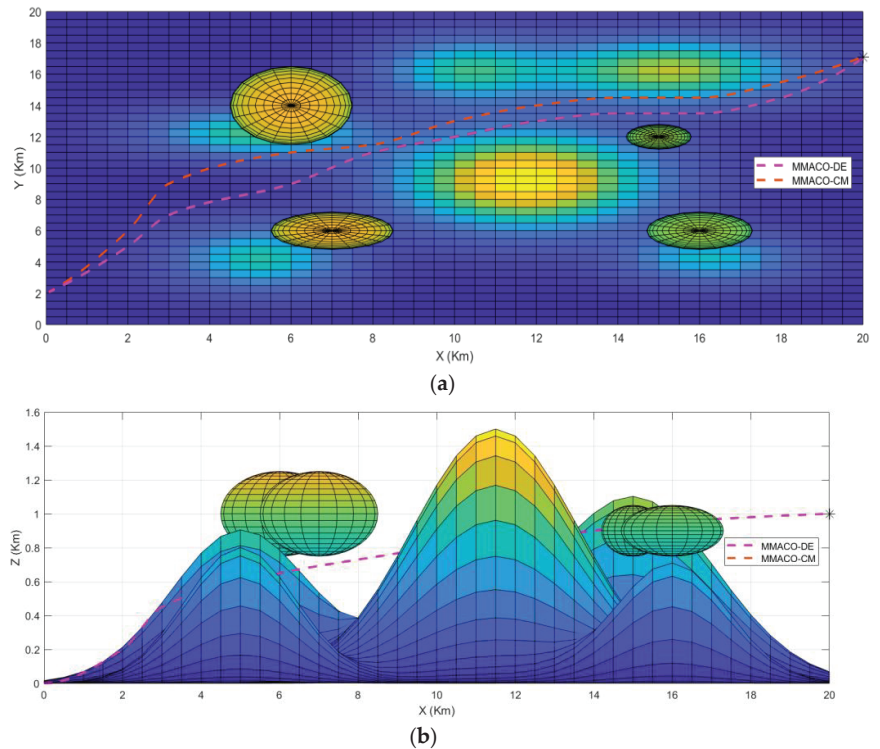 20
18
16
14
12
10
8
6
4
2
0
Y (Km)
MMACO-DE
MMACO-CM
0 2 4 6 8 10 12 14 16 18 20
X (Km)
(a)
1.6
1.4
1.2
1
0.8
0.6
0.4
0.2
0
Z (Km)
MMACO-DE
MMACO-CM
0 2 4 6 8 10 12 14 16 18 20
X (Km)
(b)